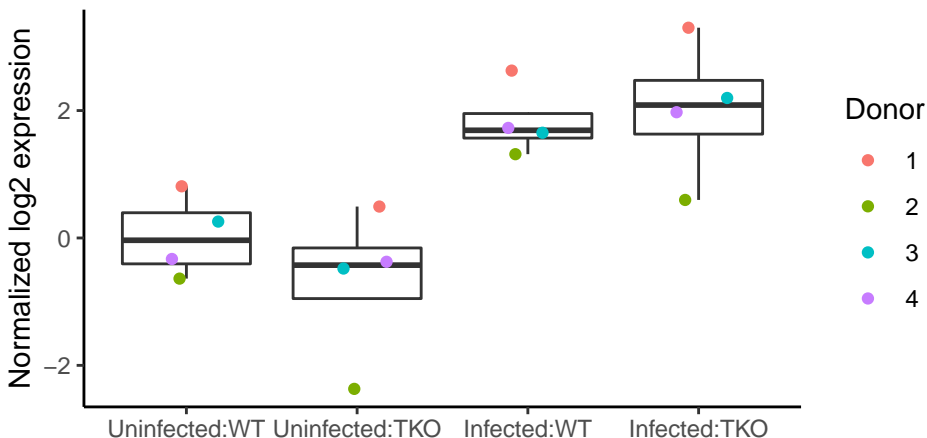 Normalized log2 expression
2
0
−2
Uninfected:WT
Uninfected:TKO
Infected:WT
Infected:TKO
Donor
1
2
3
4